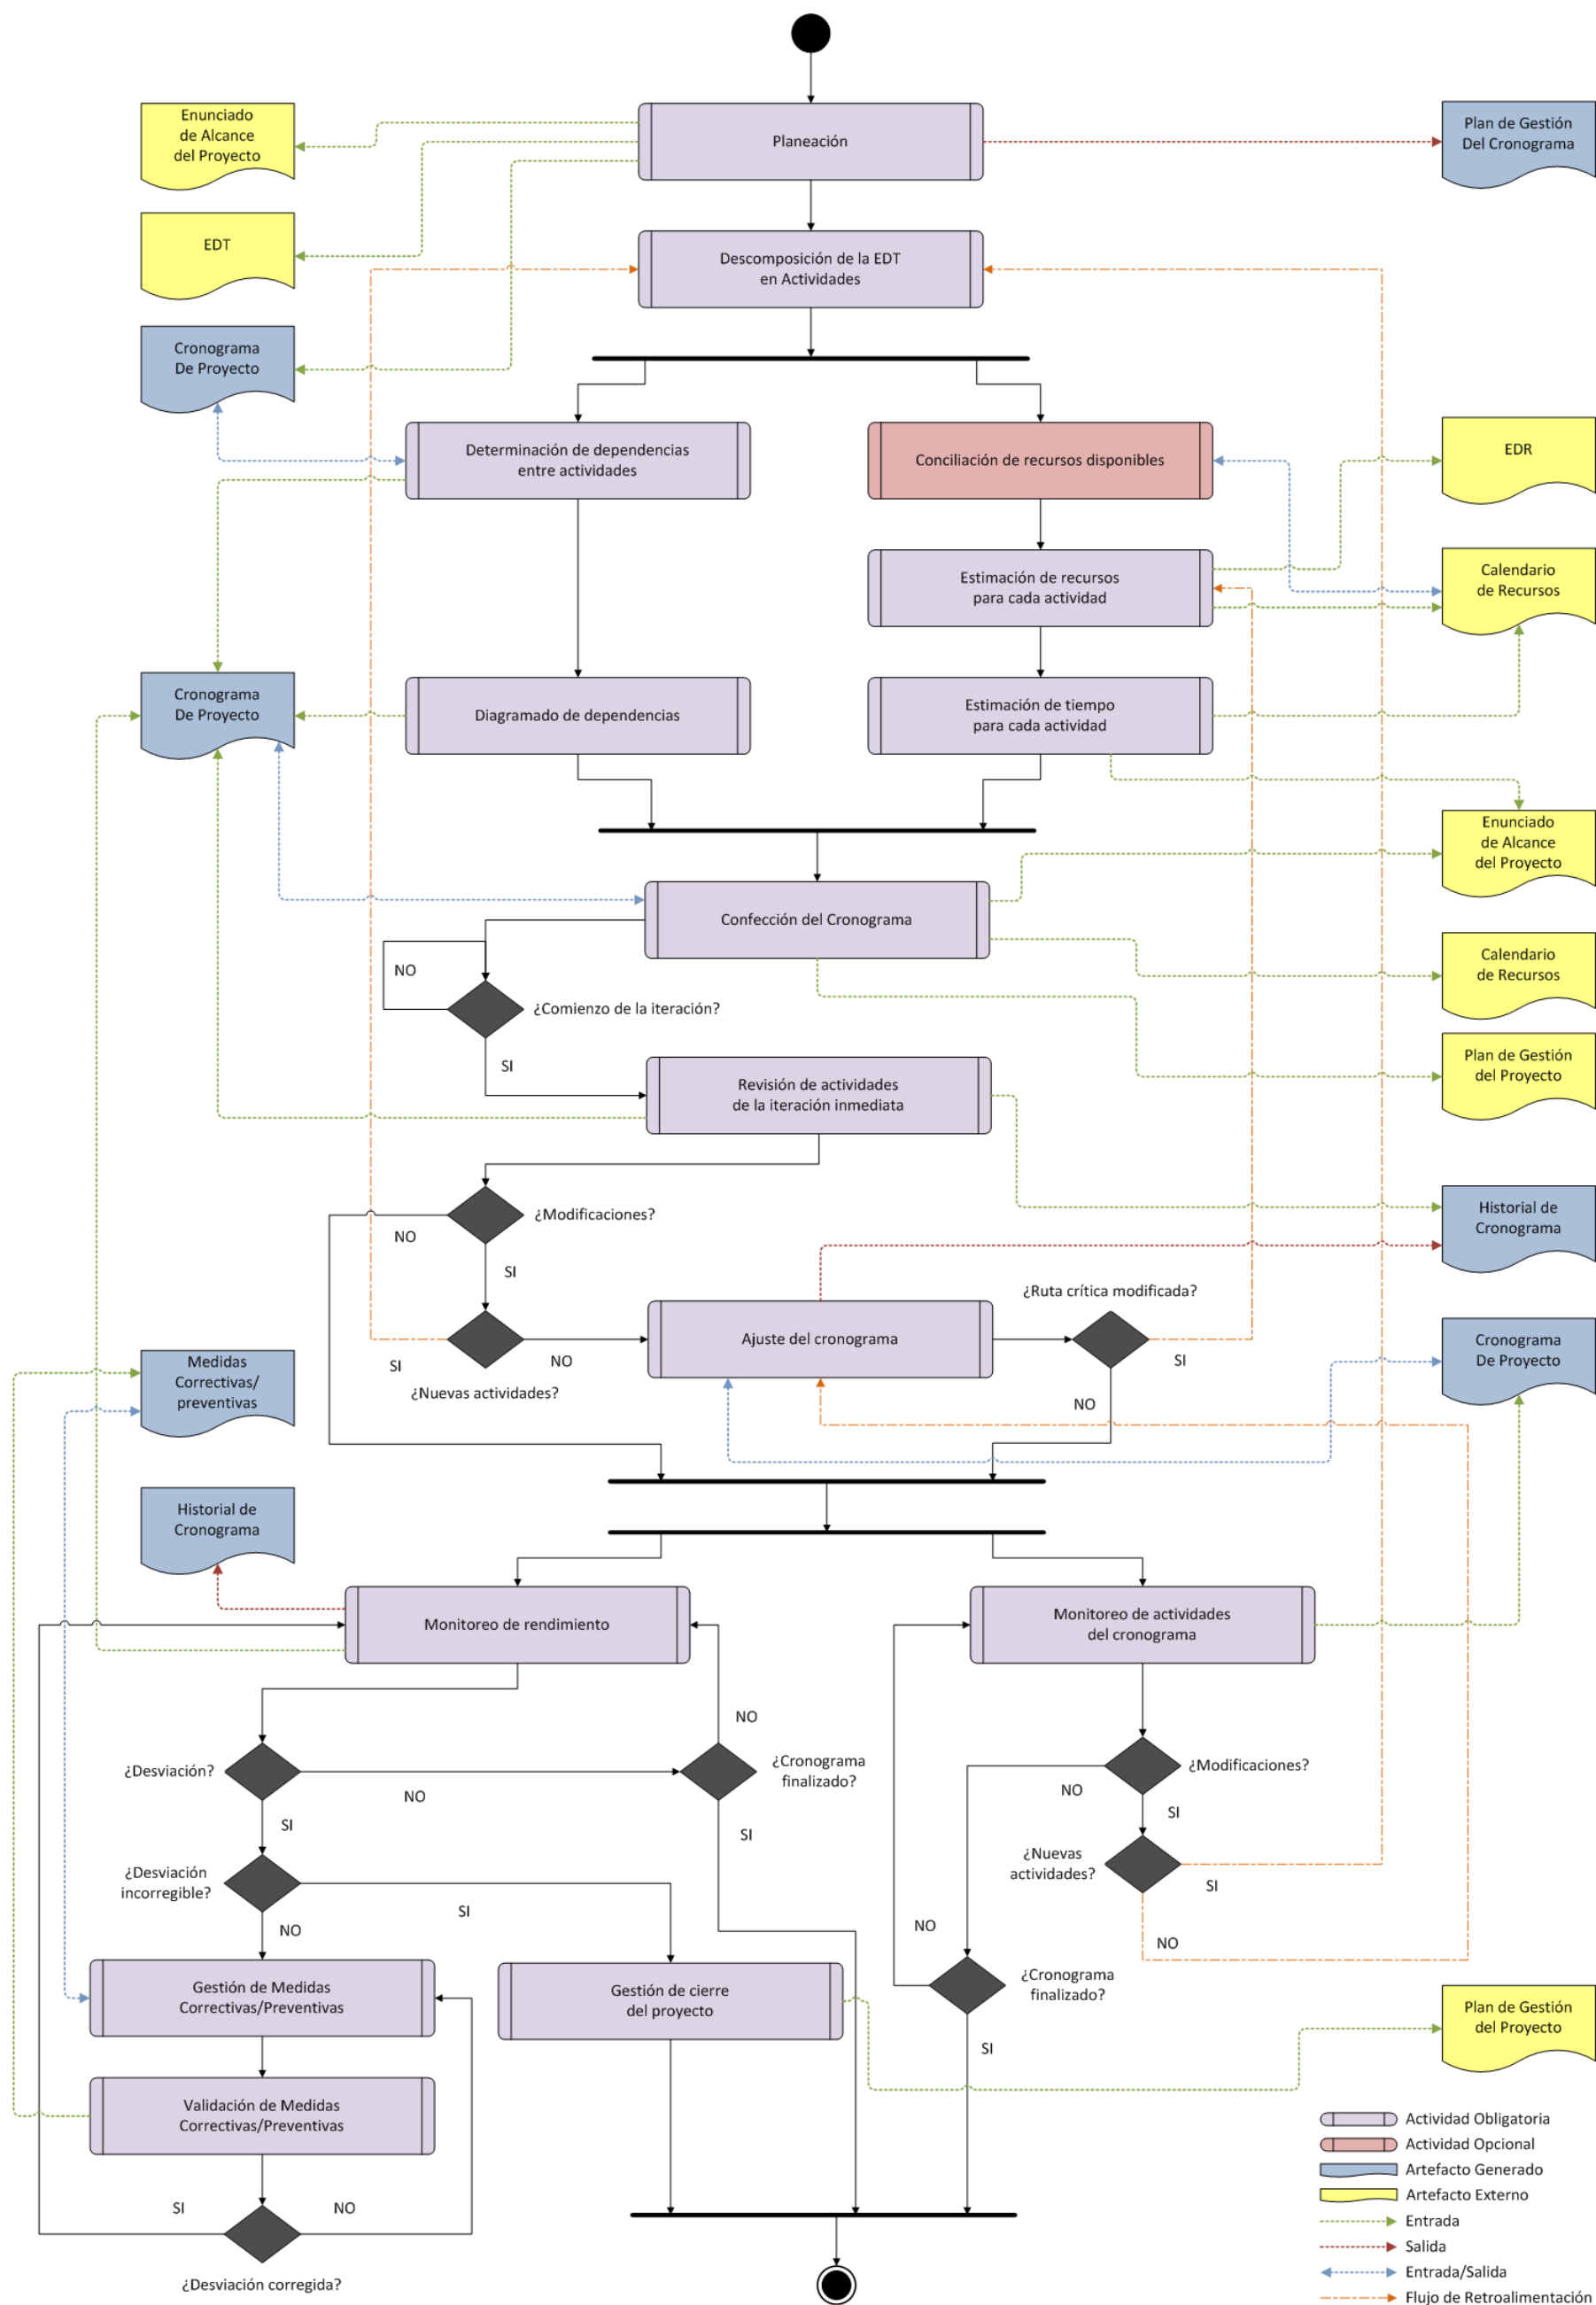 Enunciado
de Alcance
del Proyecto
Planeación
Plan de Gestión
Del Cronograma
EDT
Descomposición de la EDT
en Actividades
Cronograma
De Proyecto
Determinación de dependencias
entre actividades
Conciliación de recursos disponibles
EDR
Estimación de recursos
para cada actividad
Calendario
de Recursos
Cronograma
De Proyecto
Diagramado de dependencias
Estimación de tiempo
para cada actividad
Enunciado
de Alcance
del Proyecto
Confección del Cronograma
Calendario
de Recursos
NO
¿Comienzo de la iteración?
SI
Plan de Gestión
del Proyecto
Revisión de actividades
de la iteración inmediata
¿Modificaciones?
NO
SI
Historial de
Cronograma
¿Ruta crítica modificada?
Ajuste del cronograma
SI
NO
¿Nuevas actividades?
SI
NO
Cronograma
De Proyecto
Medidas
Correctivas/
preventivas
Historial de
Cronograma
Monitoreo de rendimiento
Monitoreo de actividades
del cronograma
NO
¿Desviación?
NO
¿Cronograma
finalizado?
¿Modificaciones?
NO
SI
SI
SI
¿Desviación
incorregible?
SI
NO
¿Nuevas
actividades?
SI
NO
NO
Gestión de Medidas
Correctivas/Preventivas
Gestión de cierre
del proyecto
¿Cronograma
finalizado?
SI
Plan de Gestión
del Proyecto
Validación de Medidas
Correctivas/Preventivas
SI
NO
¿Desviación corregida?
Actividad Obligatoria
Actividad Opcional
Artefacto Generado
Artefacto Externo
Entrada
Salida
Entrada/Salida
Flujo de Retroalimentación